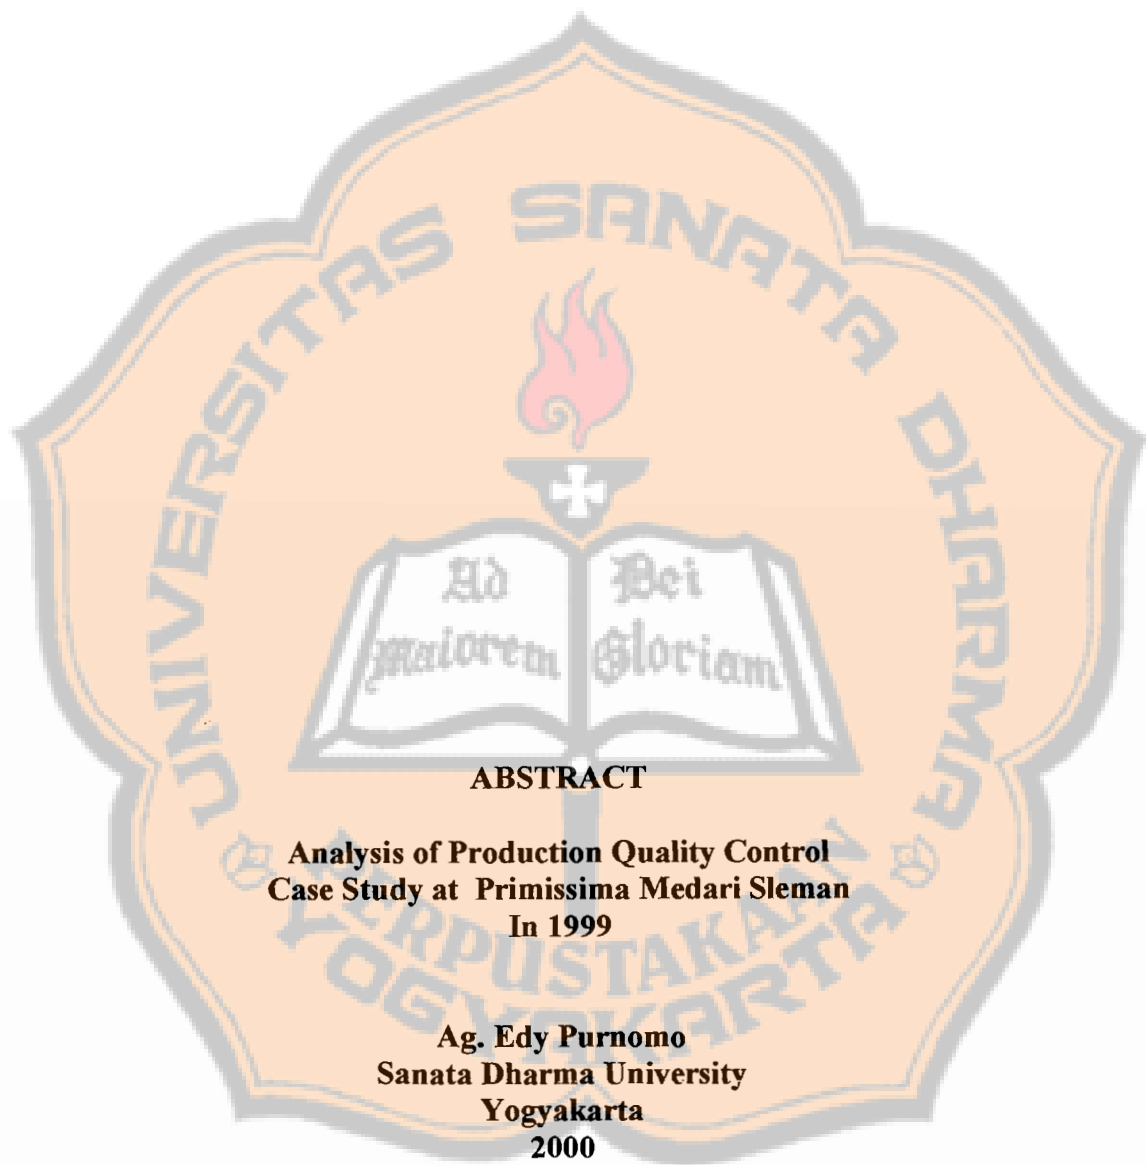 UNIVERSITAS SANATA DHARMA
Ad Dei
maiorem Gloriam
ABSTRACT
Analysis of Production Quality Control
Case Study at Primissima Medari Sleman
In 1999
PERPUSTAKAAN
YOGYAKARTA
Ag. Edy Purnomo
Sanata Dharma University
Yogyakarta
2000